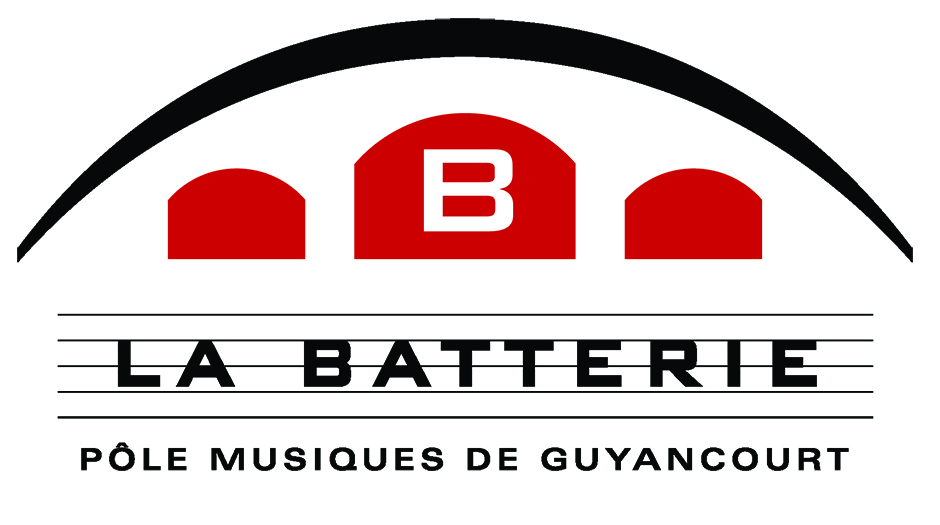 B
LA BATTERIE
PÔLE MUSIQUES DE GUYANCOURT